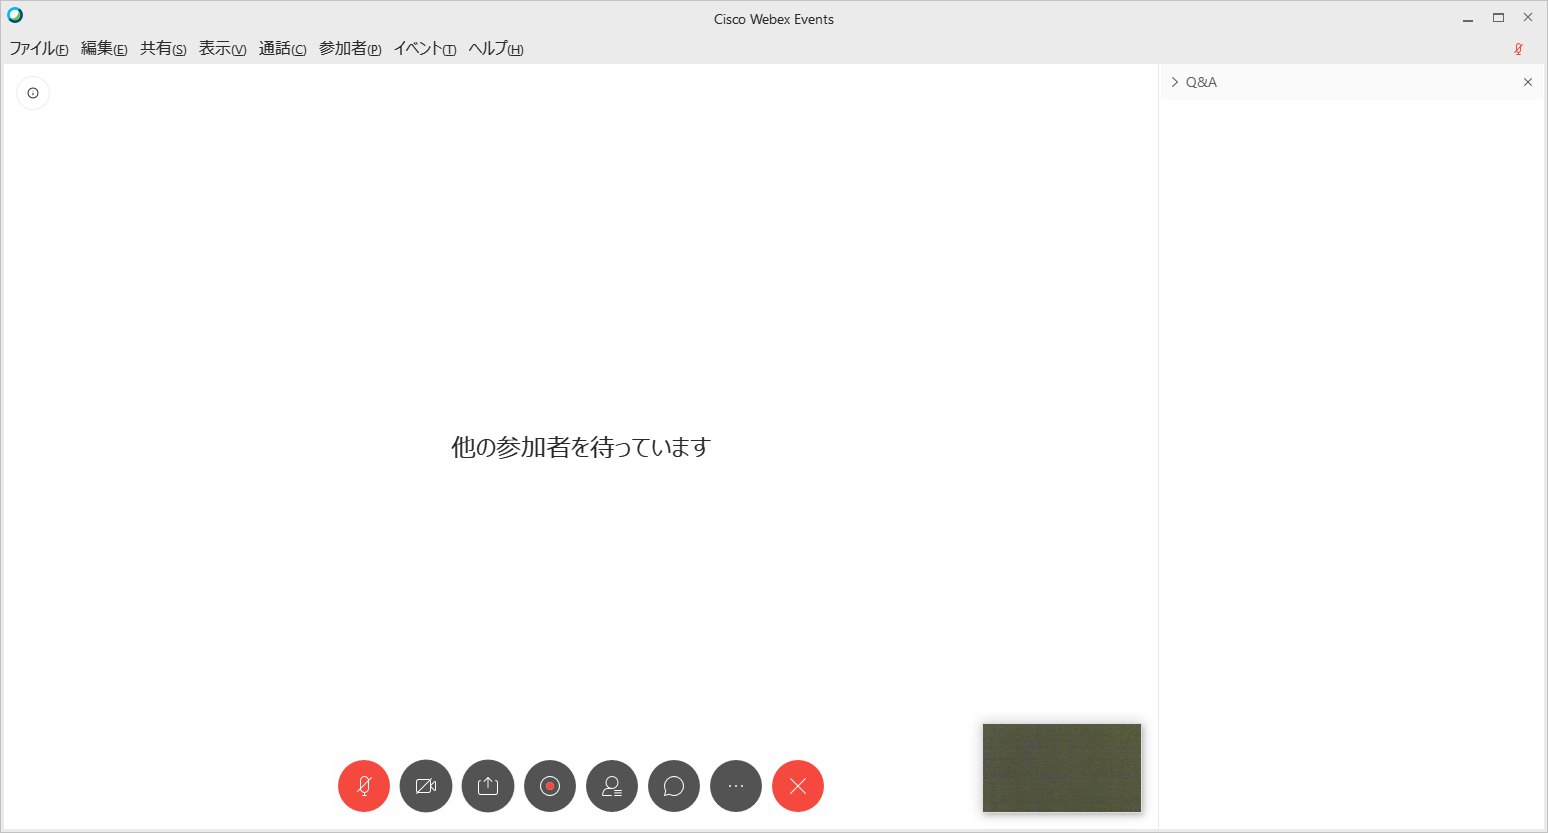 Cisco Webex Events
ファイル(F) 編集(E) 共有(S) 表示(V) 通話(C) 参加者(P) イベント(T) ヘルプ(H)
Q&A
他の参加者を待っています